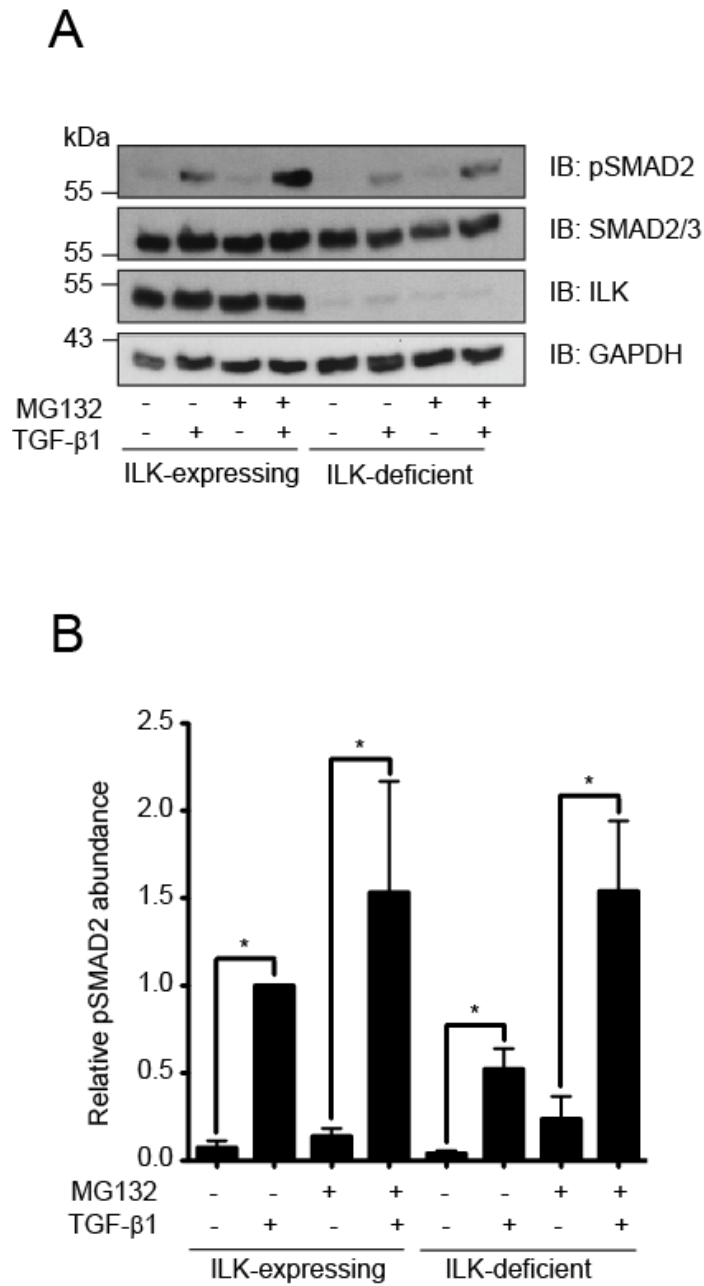 A
kDa
55
IB: pSMAD2
55
IB: SMAD2/3
55
IB: ILK
43
IB: GAPDH
MG132 - - + + - - + +
TGF-β1 - + - + - + - +
ILK-expressing ILK-deficient
B
Relative pSMAD2 abundance
2.5
2.0
1.5
1.0
0.5
0.0
* * * *
MG132 - - + + - - + +
TGF-β1 - + - + - + - +
ILK-expressing ILK-deficient